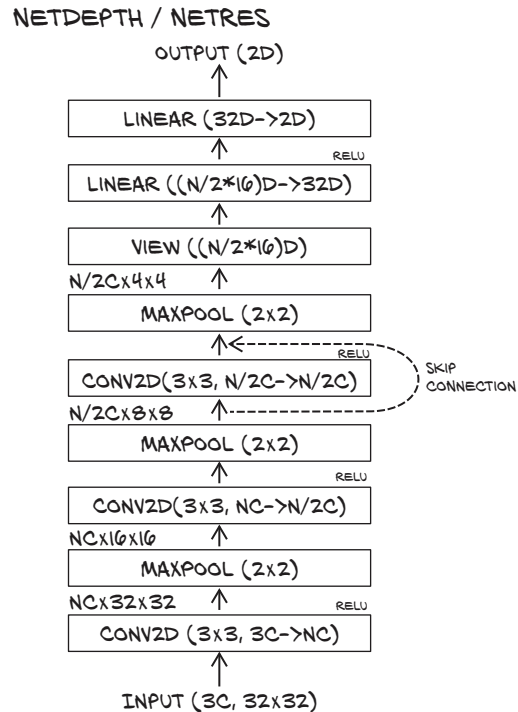 NETDEPTH / NETRES
OUTPUT (2D)
LINEAR (32D->2D)
RELU
LINEAR ((N/2*16)D->32D)
VIEW ((N/2*16)D)
N/2CX4X4
MAXPOOL (2X2)
RELU
SKIP
CONNECTION
CONV2D(3X3, N/2C->N/2C)
N/2CX8X8
MAXPOOL (2X2)
RELU
CONV2D(3X3, NC->N/2C)
NCX16X16
MAXPOOL (2X2)
NCX32X32
RELU
CONV2D (3X3, 3C->NC)
INPUT (3C, 32X32)